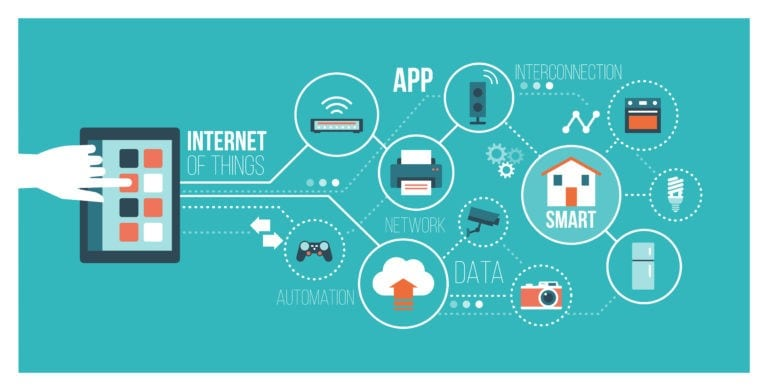 INTERNET
OF THINGS
APP
INTERCONNECTION
NETWORK
SMART
DATA
AUTOMATION